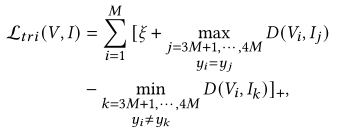 ℒ_{tri}(V, I) = ∑_{i=1}^{M} [ξ + max_{j=3M+1,⋯,4M, y_i=y_j} D(V_i, I_j)
− min_{k=3M+1,⋯,4M, y_i≠y_k} D(V_i, I_k)]_+,